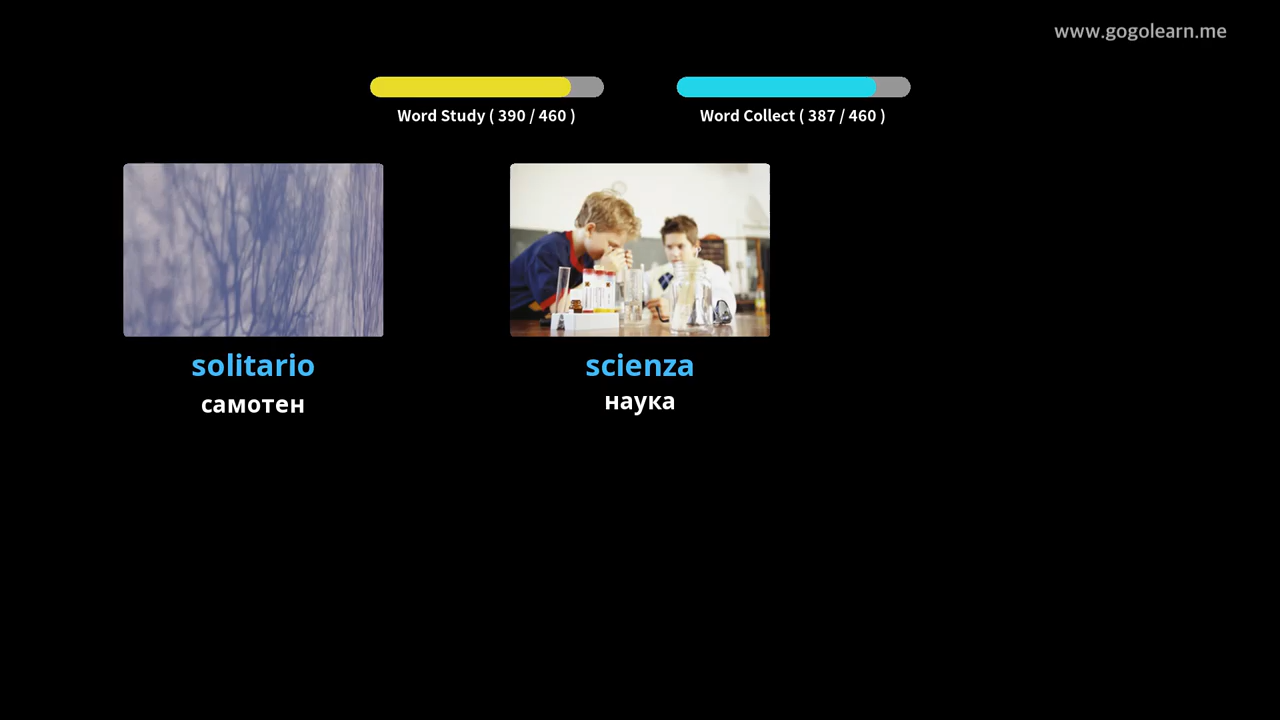 www.gogolearn.me
Word Study ( 390 / 460 )
Word Collect ( 387 / 460 )
solitario
самотен
scienza
наука